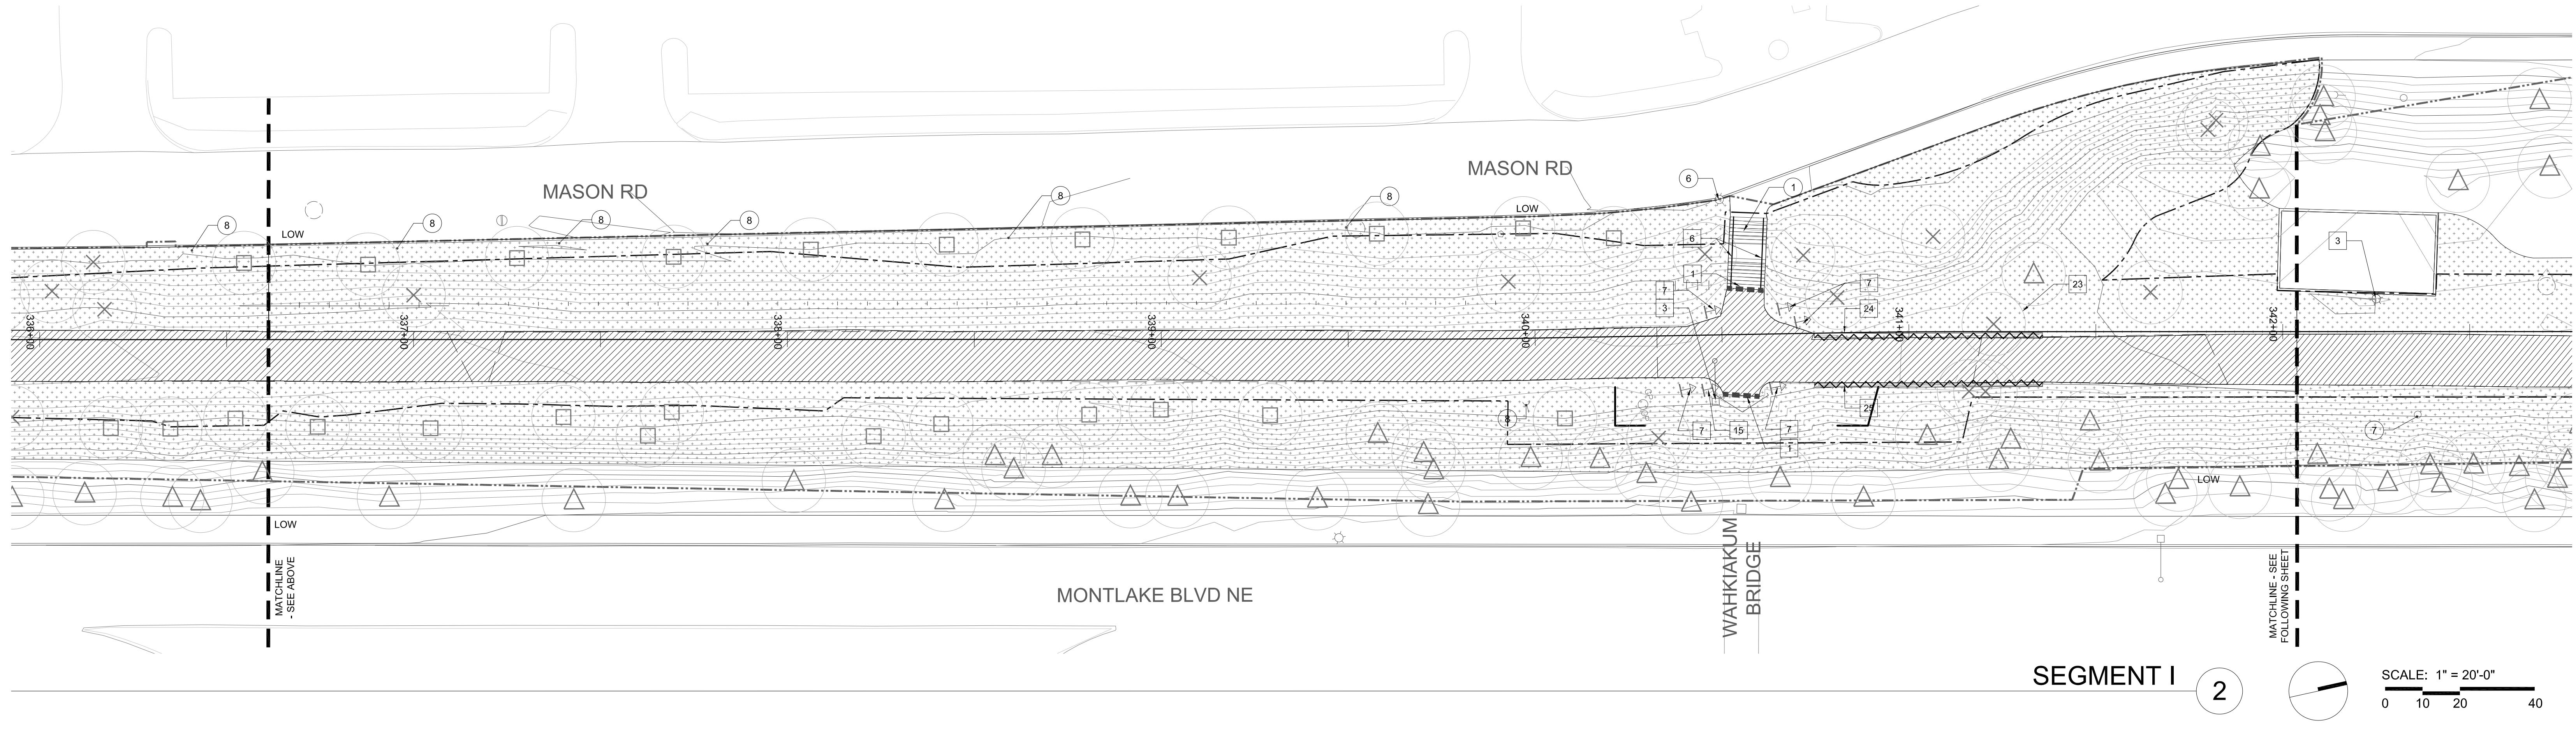 MASON RD
MASON RD
6
1
8
8
8
8
8
8
LOW
LOW
6
3
1
7
7
23
3
24
336+00
337+00
338+00
339+00
340+00
341+00
342+00
8
7
15
7
1
7
LOW
LOW
MATCHLINE
- SEE ABOVE
MONTLAKE BLVD NE
WAHKIAKUM
BRIDGE
MATCHLINE - SEE
FOLLOWING SHEET
SEGMENT I
2
SCALE: 1" = 20'-0"
0 10 20 40